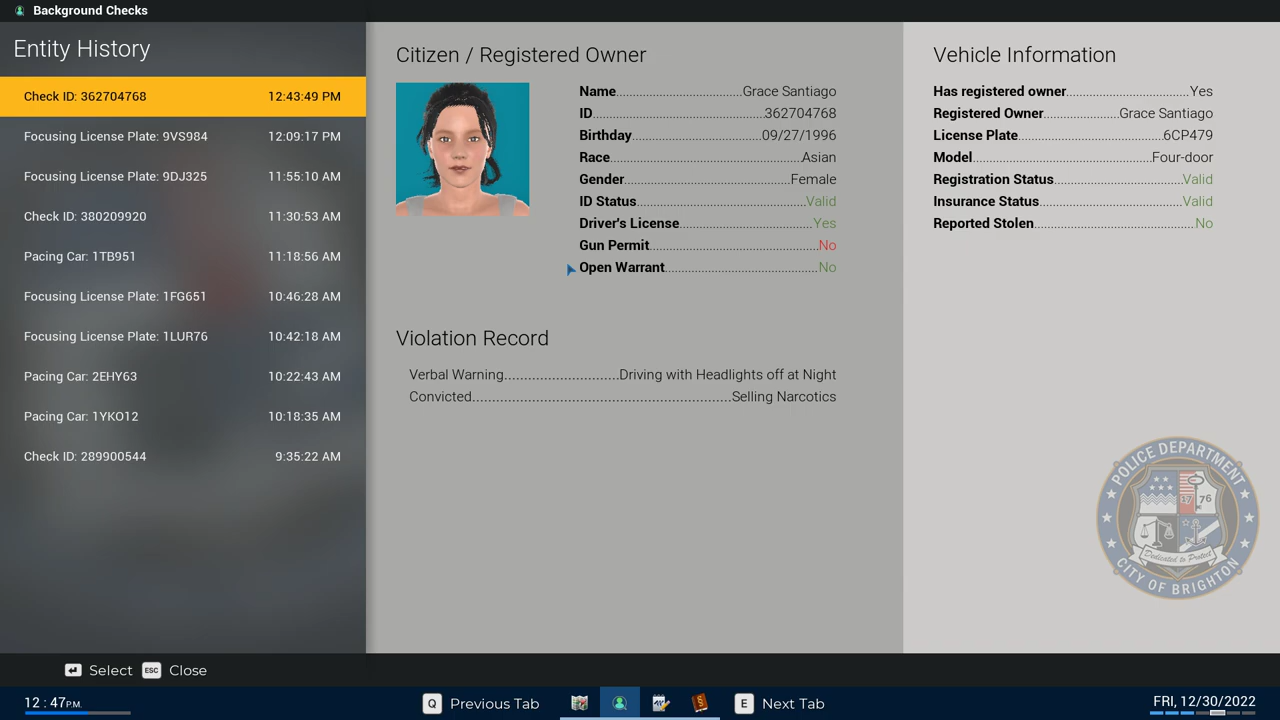 Background Checks
Entity History
Check ID: 362704768 12:43:49 PM
Focusing License Plate: 9VS984 12:09:17 PM
Focusing License Plate: 9DJ325 11:55:10 AM
Check ID: 380209920 11:30:53 AM
Pacing Car: 1TB951 11:18:56 AM
Focusing License Plate: 1FG651 10:46:28 AM
Focusing License Plate: 1LUR76 10:42:18 AM
Pacing Car: 2EHY63 10:22:43 AM
Pacing Car: 1YKO12 10:18:35 AM
Check ID: 289900544 9:35:22 AM
Citizen / Registered Owner
Name Grace Santiago
ID 362704768
Birthday 09/27/1996
Race Asian
Gender Female
ID Status Valid
Driver's License Yes
Gun Permit No
Open Warrant No
Violation Record
Verbal Warning Driving with Headlights off at Night
Convicted Selling Narcotics
Vehicle Information
Has registered owner Yes
Registered Owner Grace Santiago
License Plate 6CP479
Model Four-door
Registration Status Valid
Insurance Status Valid
Reported Stolen No
POLICE DEPARTMENT
1776
Dedicated to Protect
CITY OF BRIGHTON
Select ESC Close
12 : 47 P.M.
Q Previous Tab E Next Tab
FRI, 12/30/2022